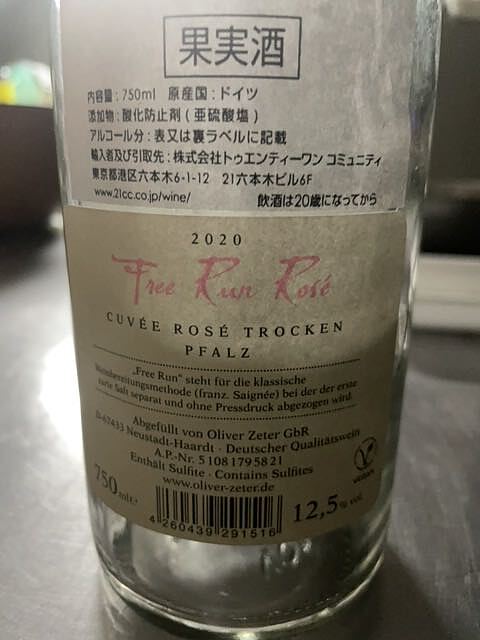 果実酒
内容量：750ml 原産国：ドイツ
添加物：酸化防止剤（亜硫酸塩）
アルコール分：表又は裏ラベルに記載
輸入者及び引取先：株式会社トゥエンティーワン コミュニティ
東京都港区六本木6-1-12 21六本木ビル6F
www.21cc.co.jp/wine/ 飲酒は20歳になってから
2020
Free Run Rosé
CUVÉE ROSÉ TROCKEN
PFALZ
„Free Run" steht für die klassische
Weinbereitungsmethode (franz. Saignée) bei der der erste
zarte Saft separat und ohne Pressdruck abgezogen wird.
Abgefüllt von Oliver Zeter GbR
D-67433 Neustadt-Haardt · Deutscher Qualitätswein
A.P.-Nr. 5 108 179 58 21
Enthält Sulfite · Contains Sulfites
www.oliver-zeter.de
VEGAN
750 ml e
12,5 % vol.
4 260439 291516